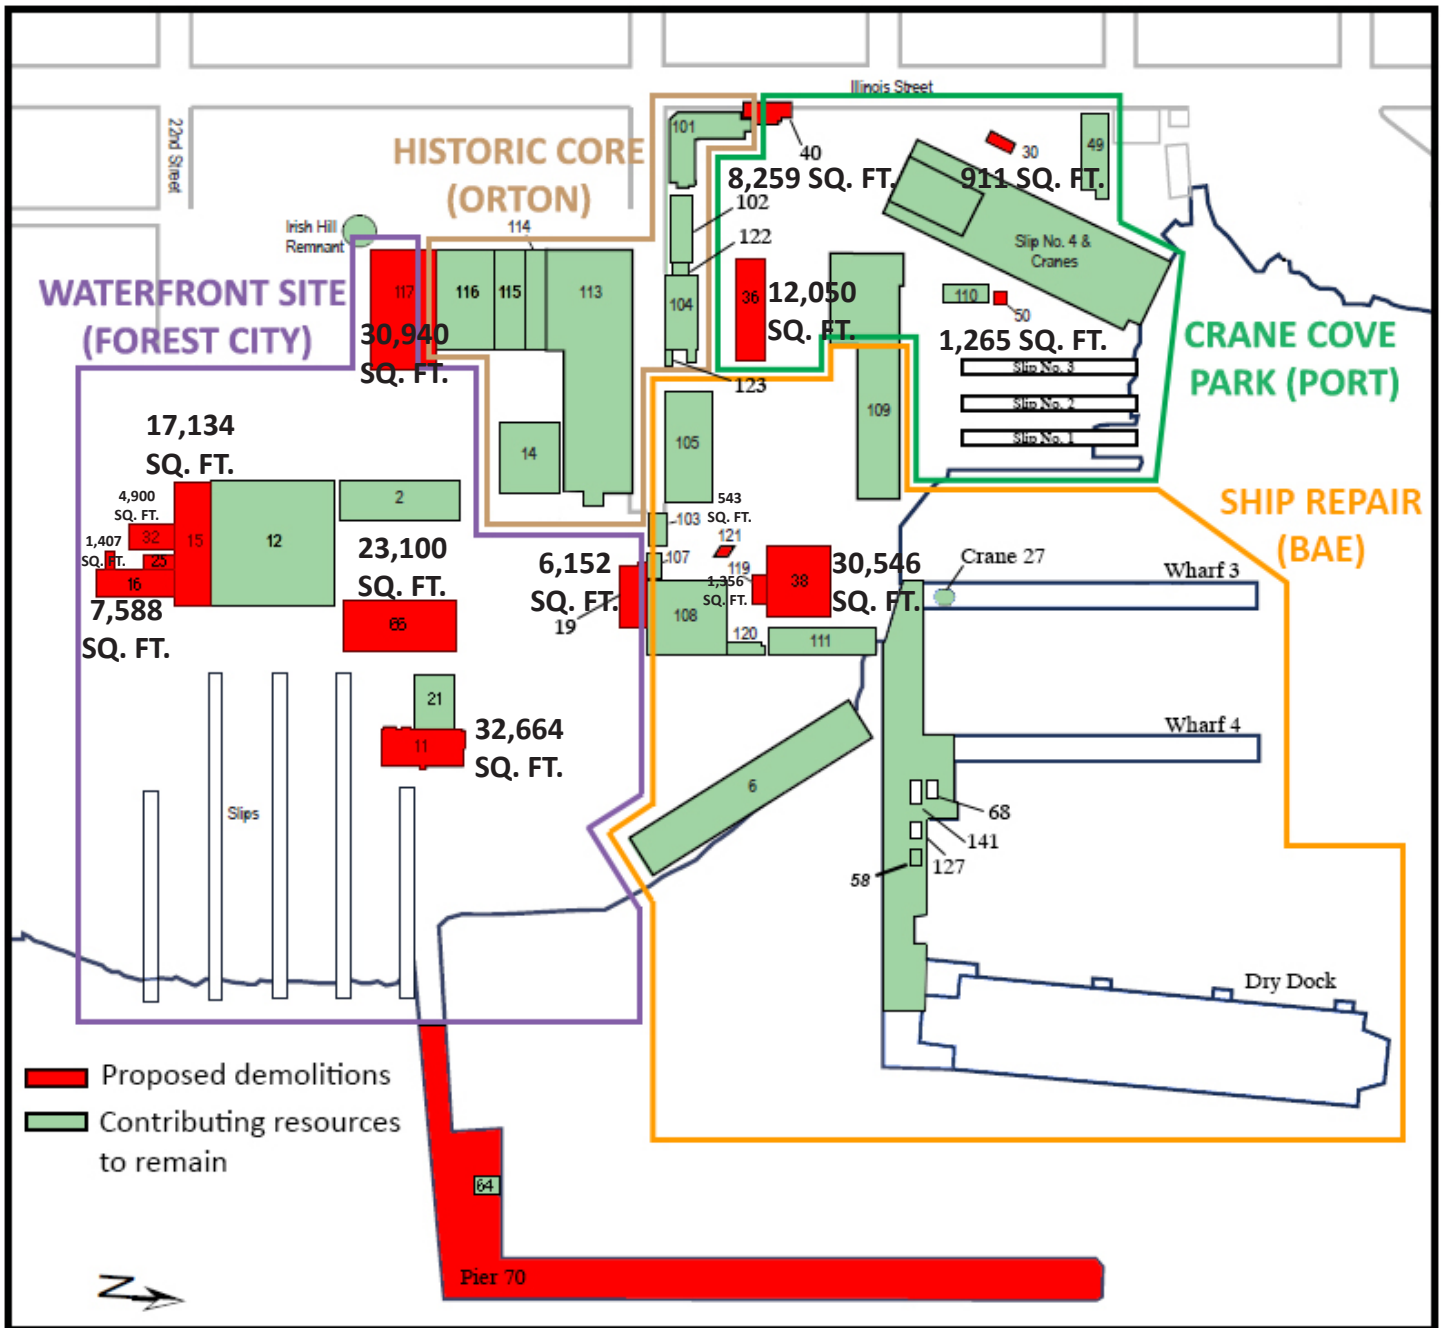 Illinois Street
22nd Street
HISTORIC CORE
(ORTON)
101
40
8,259 SQ. FT.
30
911 SQ. FT.
49
102
122
Irish Hill
Remnant
114
Slip No. 4 &
Cranes
WATERFRONT SITE
(FOREST CITY)
117
116
115
113
104
36
12,050
SQ. FT.
110
50
1,265 SQ. FT.
30,940
SQ. FT.
123
CRANE COVE
PARK (PORT)
Slip No. 3
Slip No. 2
Slip No. 1
109
17,134
SQ. FT.
14
105
4,900
SQ. FT.
2
543
SQ. FT.
SHIP REPAIR
(BAE)
1,407
SQ. FT.
32
15
12
25
16
23,100
SQ. FT.
103
121
107
6,152
SQ. FT.
119
1,356
SQ. FT.
38
30,546
SQ. FT.
Crane 27
Wharf 3
7,588
SQ. FT.
66
19
108
120
111
21
11
32,664
SQ. FT.
Wharf 4
6
Slips
68
141
127
58
Dry Dock
Proposed demolitions
Contributing resources
to remain
64
Pier 70
N